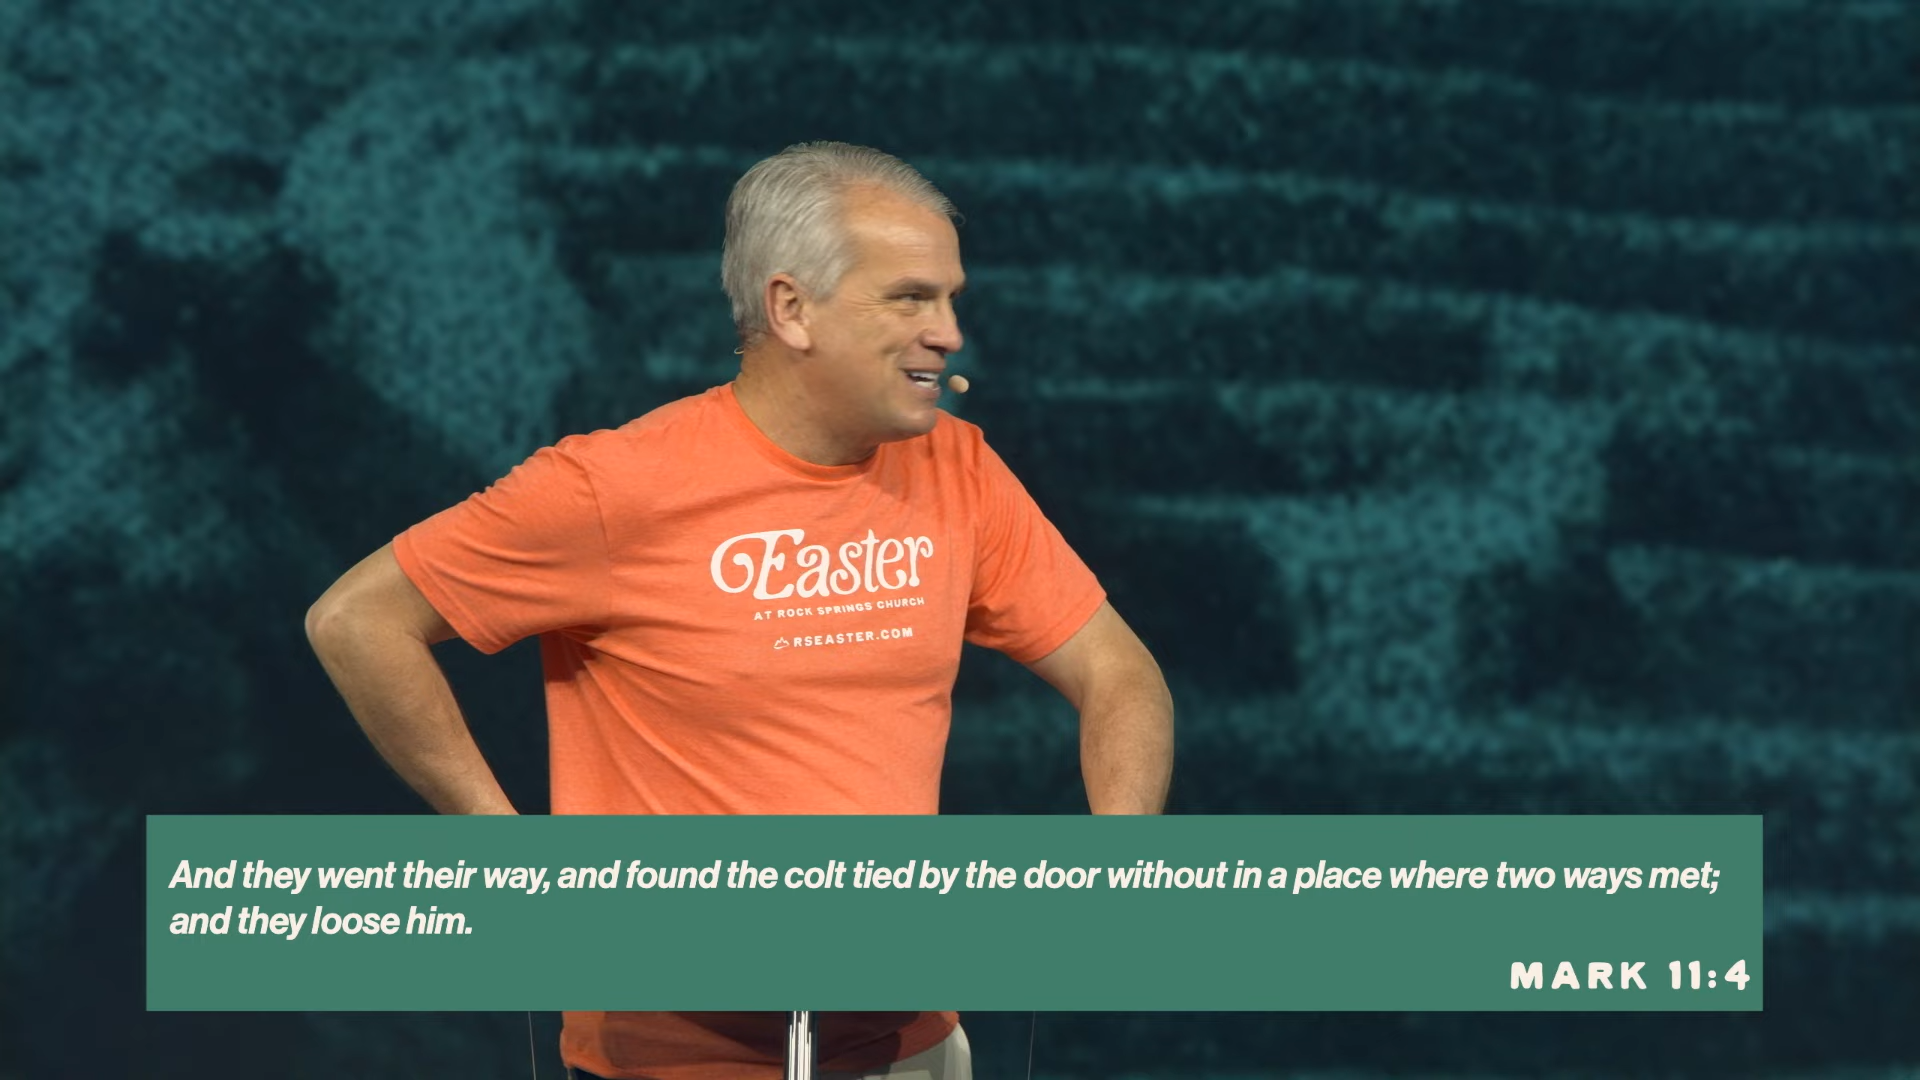 Easter
AT ROCK SPRINGS CHURCH
RSEASTER.COM
And they went their way, and found the colt tied by the door without in a place where two ways met;
and they loose him.
MARK 11:4